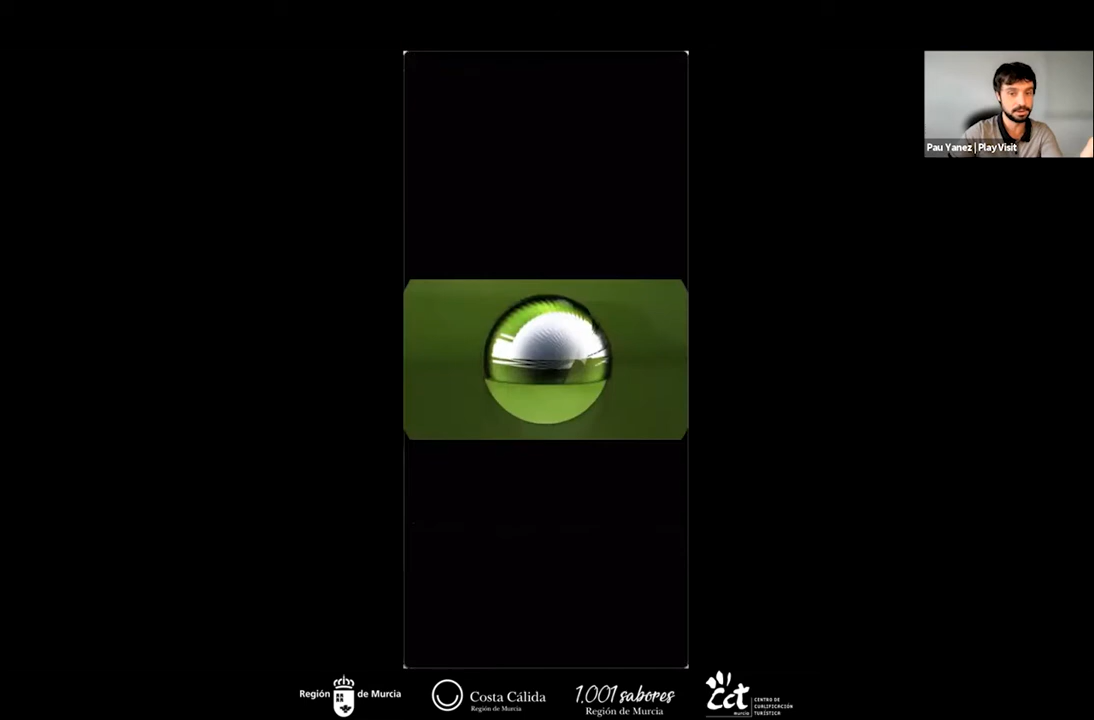 Pau Yanez | PlayVisit
Región de Murcia
Costa Cálida
Región de Murcia
1.001 sabores
Región de Murcia
cct
murcia
CENTRO DE
CUALIFICACIÓN
TURÍSTICA